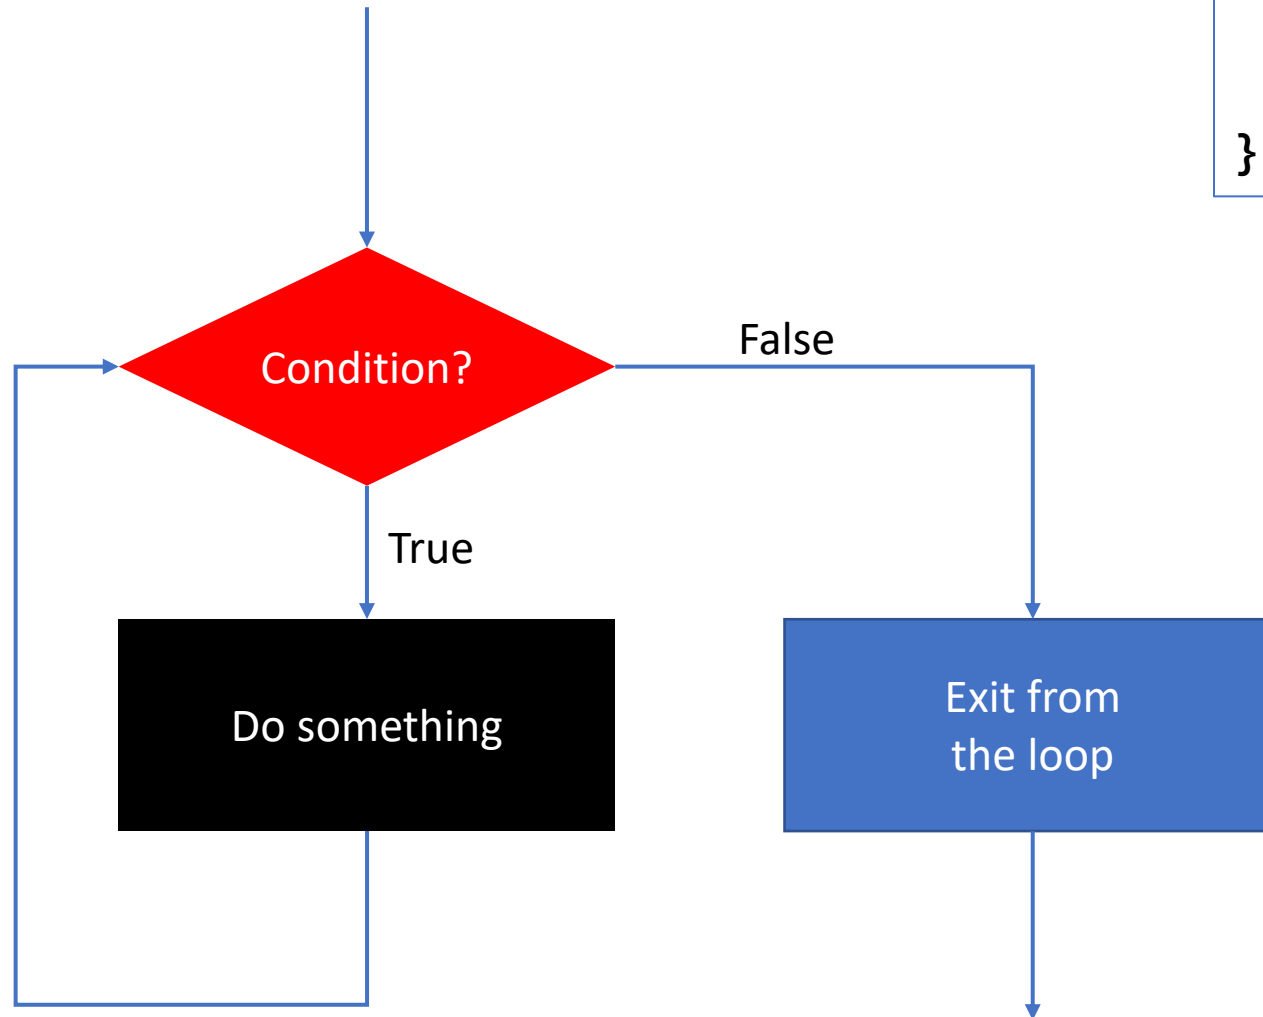 }
Condition?
False
True
Do something
Exit from
the loop